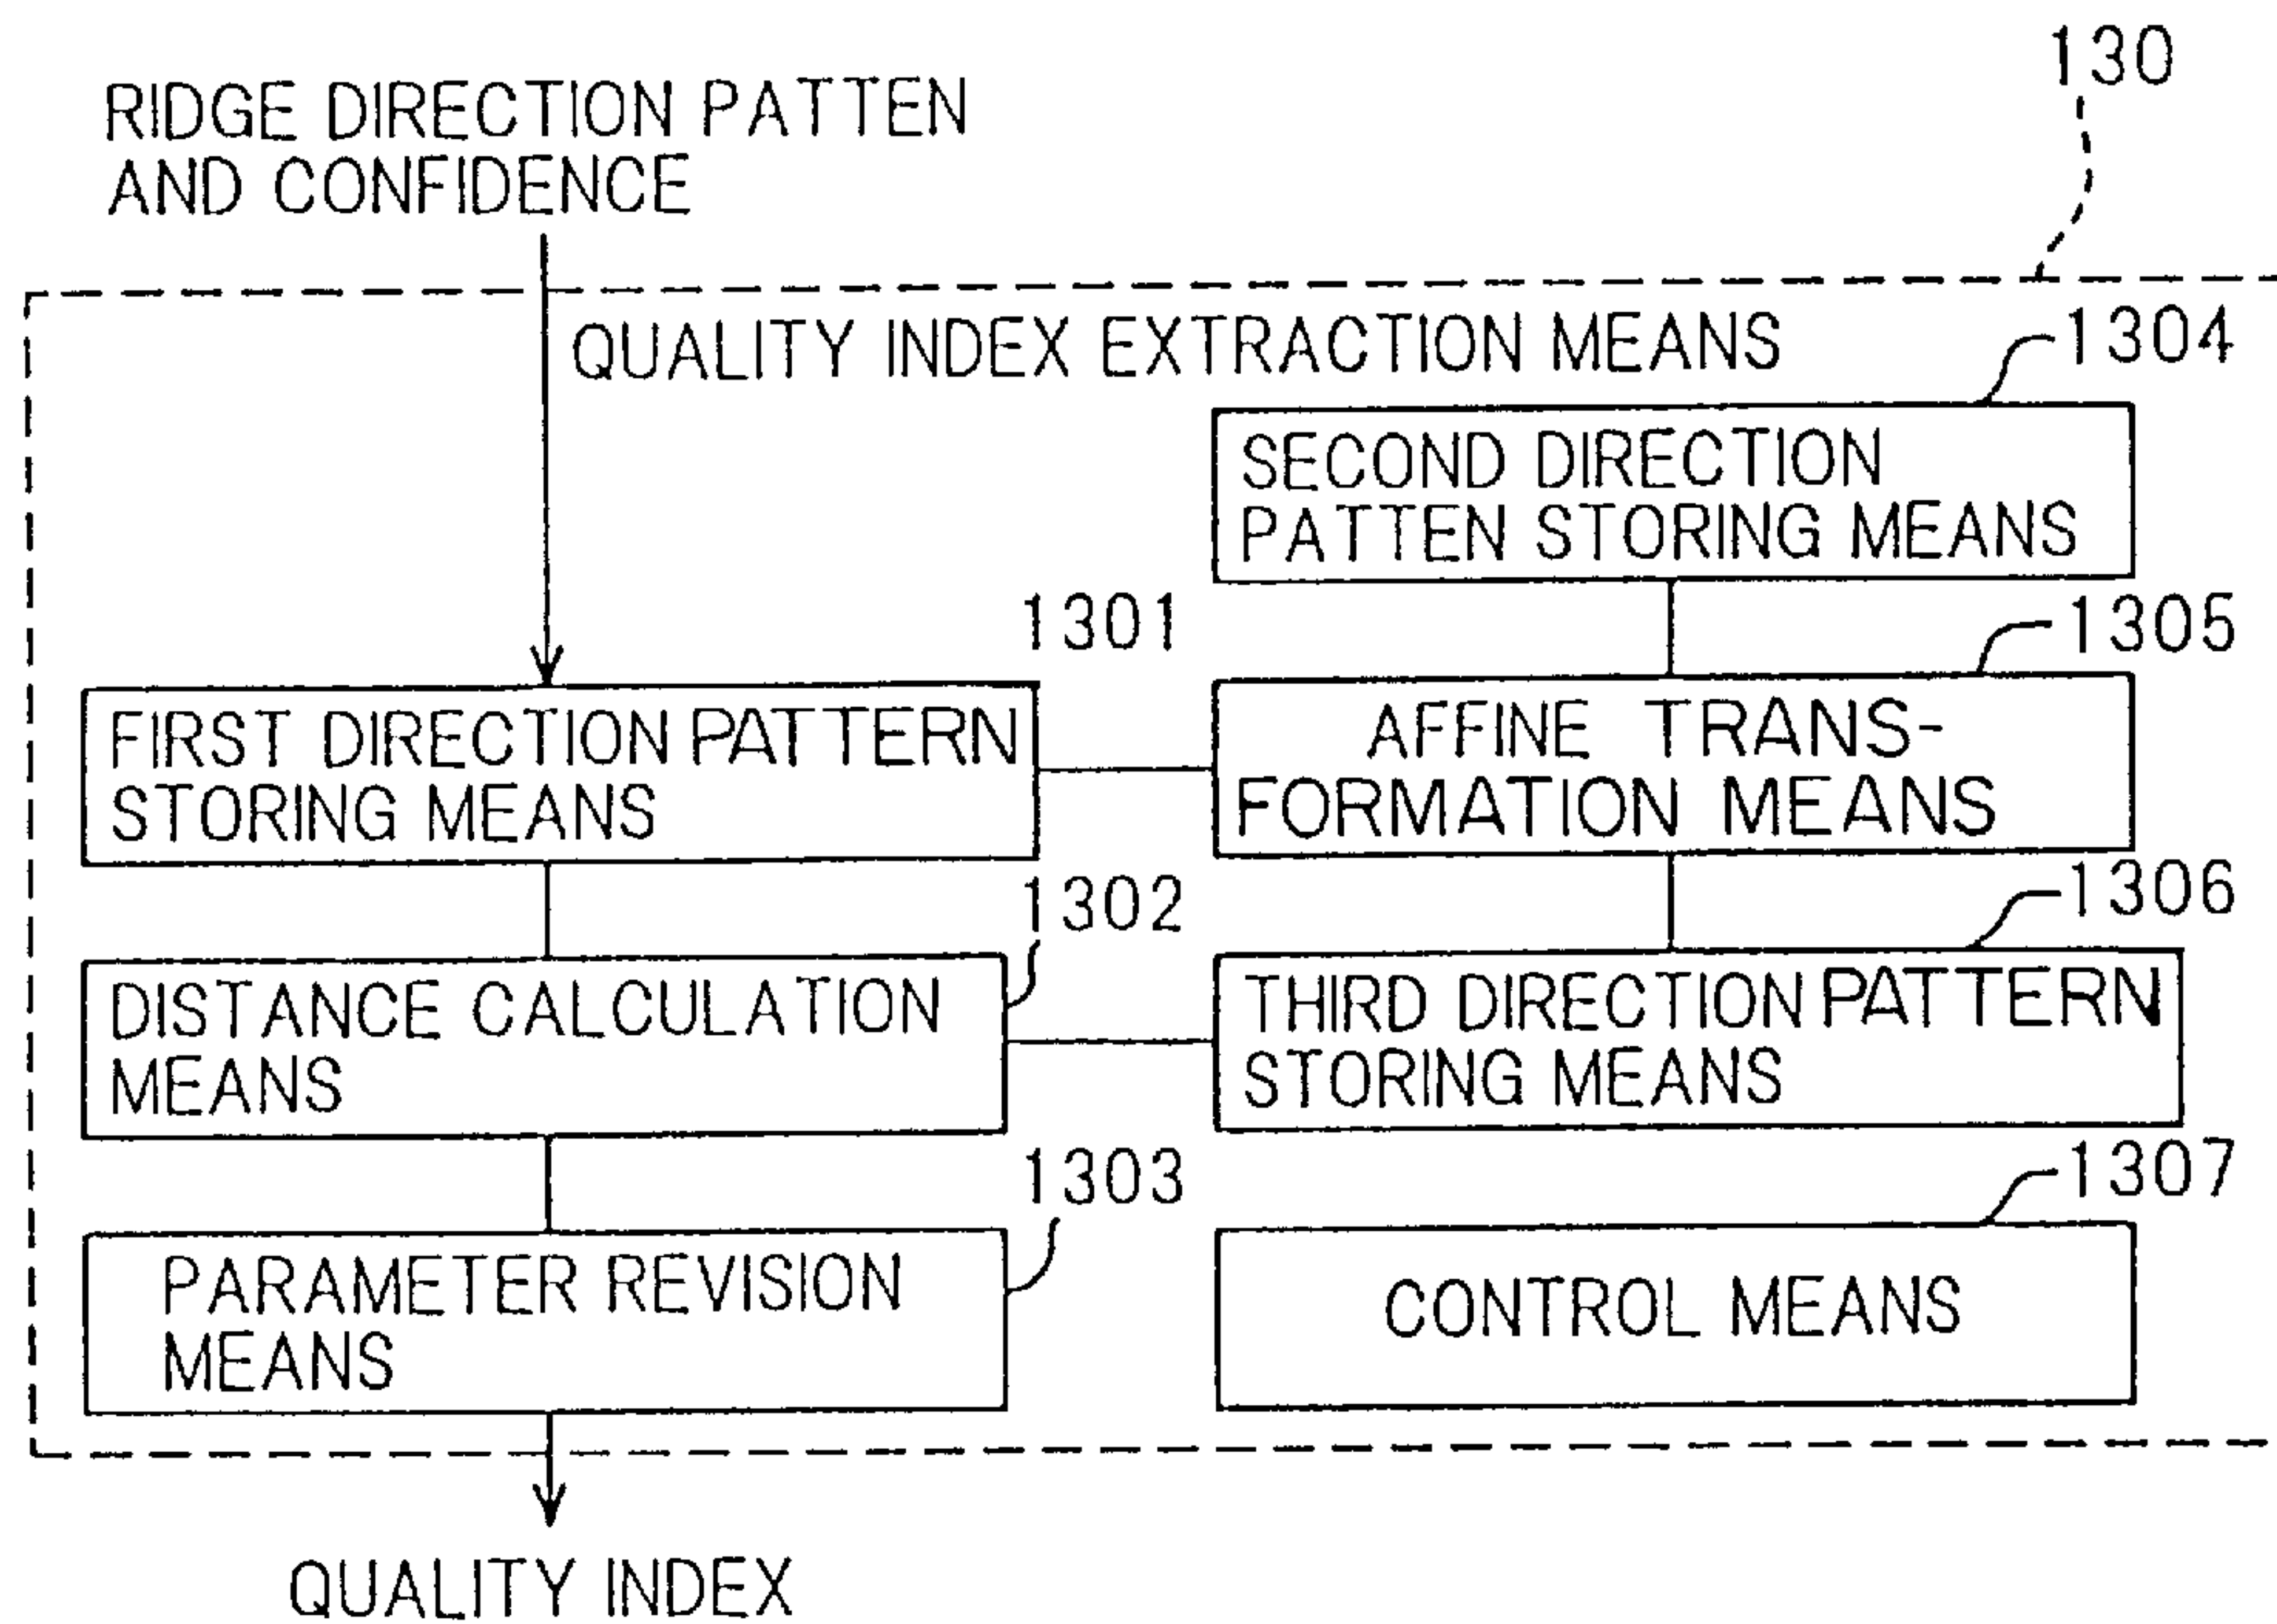 130
RIDGE DIRECTION PATTEN
AND CONFIDENCE
QUALITY INDEX EXTRACTION MEANS
1304
SECOND DIRECTION
PATTEN STORING MEANS
1301
1305
FIRST DIRECTION PATTERN
STORING MEANS
AFFINE TRANS-
FORMATION MEANS
1302
1306
DISTANCE CALCULATION
MEANS
THIRD DIRECTION PATTERN
STORING MEANS
1303
1307
PARAMETER REVISION
MEANS
CONTROL MEANS
QUALITY INDEX